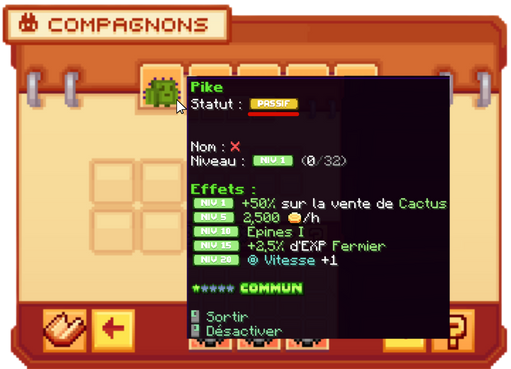 COMPAGNONS
Pike
Statut : PASSIF
Nom : ❌
Niveau : NIV 1 (0/32)
Effets :
NIV 1 +50% sur la vente de Cactus
NIV 5 2,500 /h
NIV 10 Épines I
NIV 15 +2,5% d'EXP Fermier
NIV 20 @ Vitesse +1
★★★★★ COMMUN
Sortir
Désactiver
?